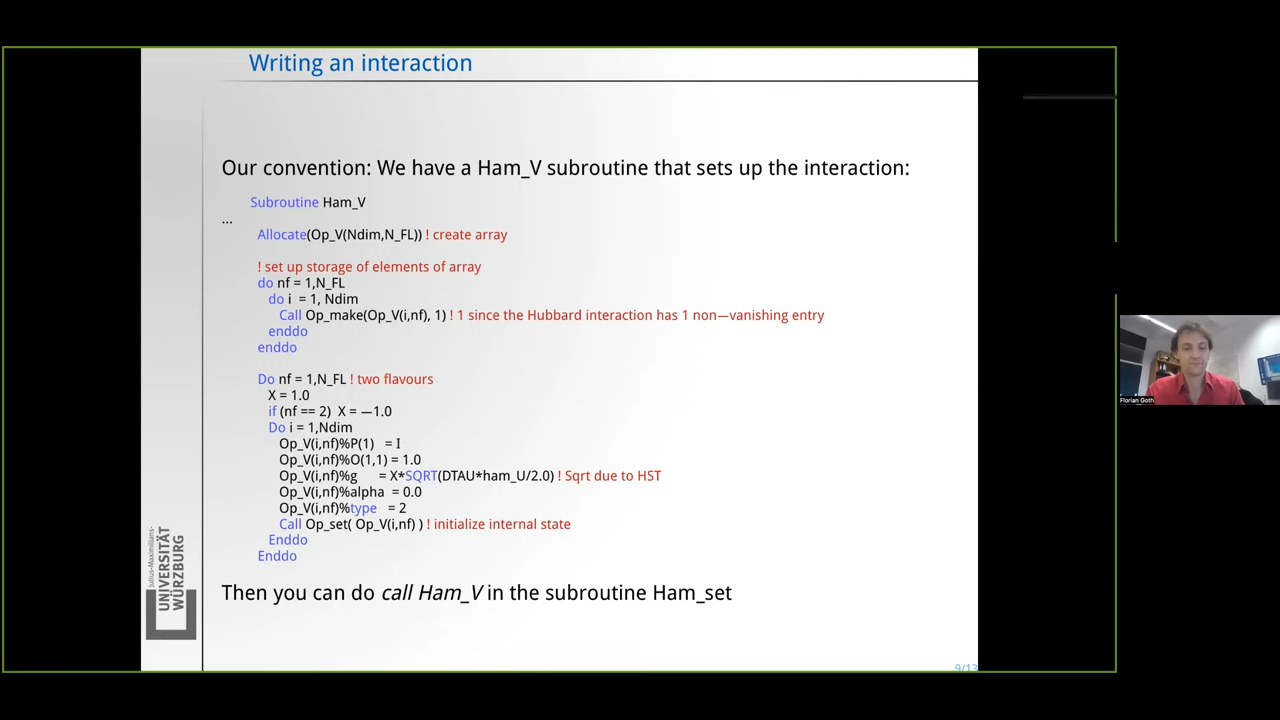 Writing an interaction
Our convention: We have a Ham_V subroutine that sets up the interaction:
Subroutine Ham_V
...
Allocate(Op_V(Ndim,N_FL)) ! create array
! set up storage of elements of array
do nf = 1,N_FL
do i = 1, Ndim
Call Op_make(Op_V(i,nf), 1) ! 1 since the Hubbard interaction has 1 non—vanishing entry
enddo
enddo
Do nf = 1,N_FL ! two flavours
X = 1.0
if (nf == 2) X = —1.0
Do i = 1,Ndim
Op_V(i,nf)%P(1) = I
Op_V(i,nf)%O(1,1) = 1.0
Op_V(i,nf)%g = X*SQRT(DTAU*ham_U/2.0) ! Sqrt due to HST
Op_V(i,nf)%alpha = 0.0
Op_V(i,nf)%type = 2
Call Op_set( Op_V(i,nf) ) ! initialize internal state
Enddo
Enddo
Then you can do call Ham_V in the subroutine Ham_set
Julius-Maximilians-
UNIVERSITÄT
WÜRZBURG
9/13
Florian Goth